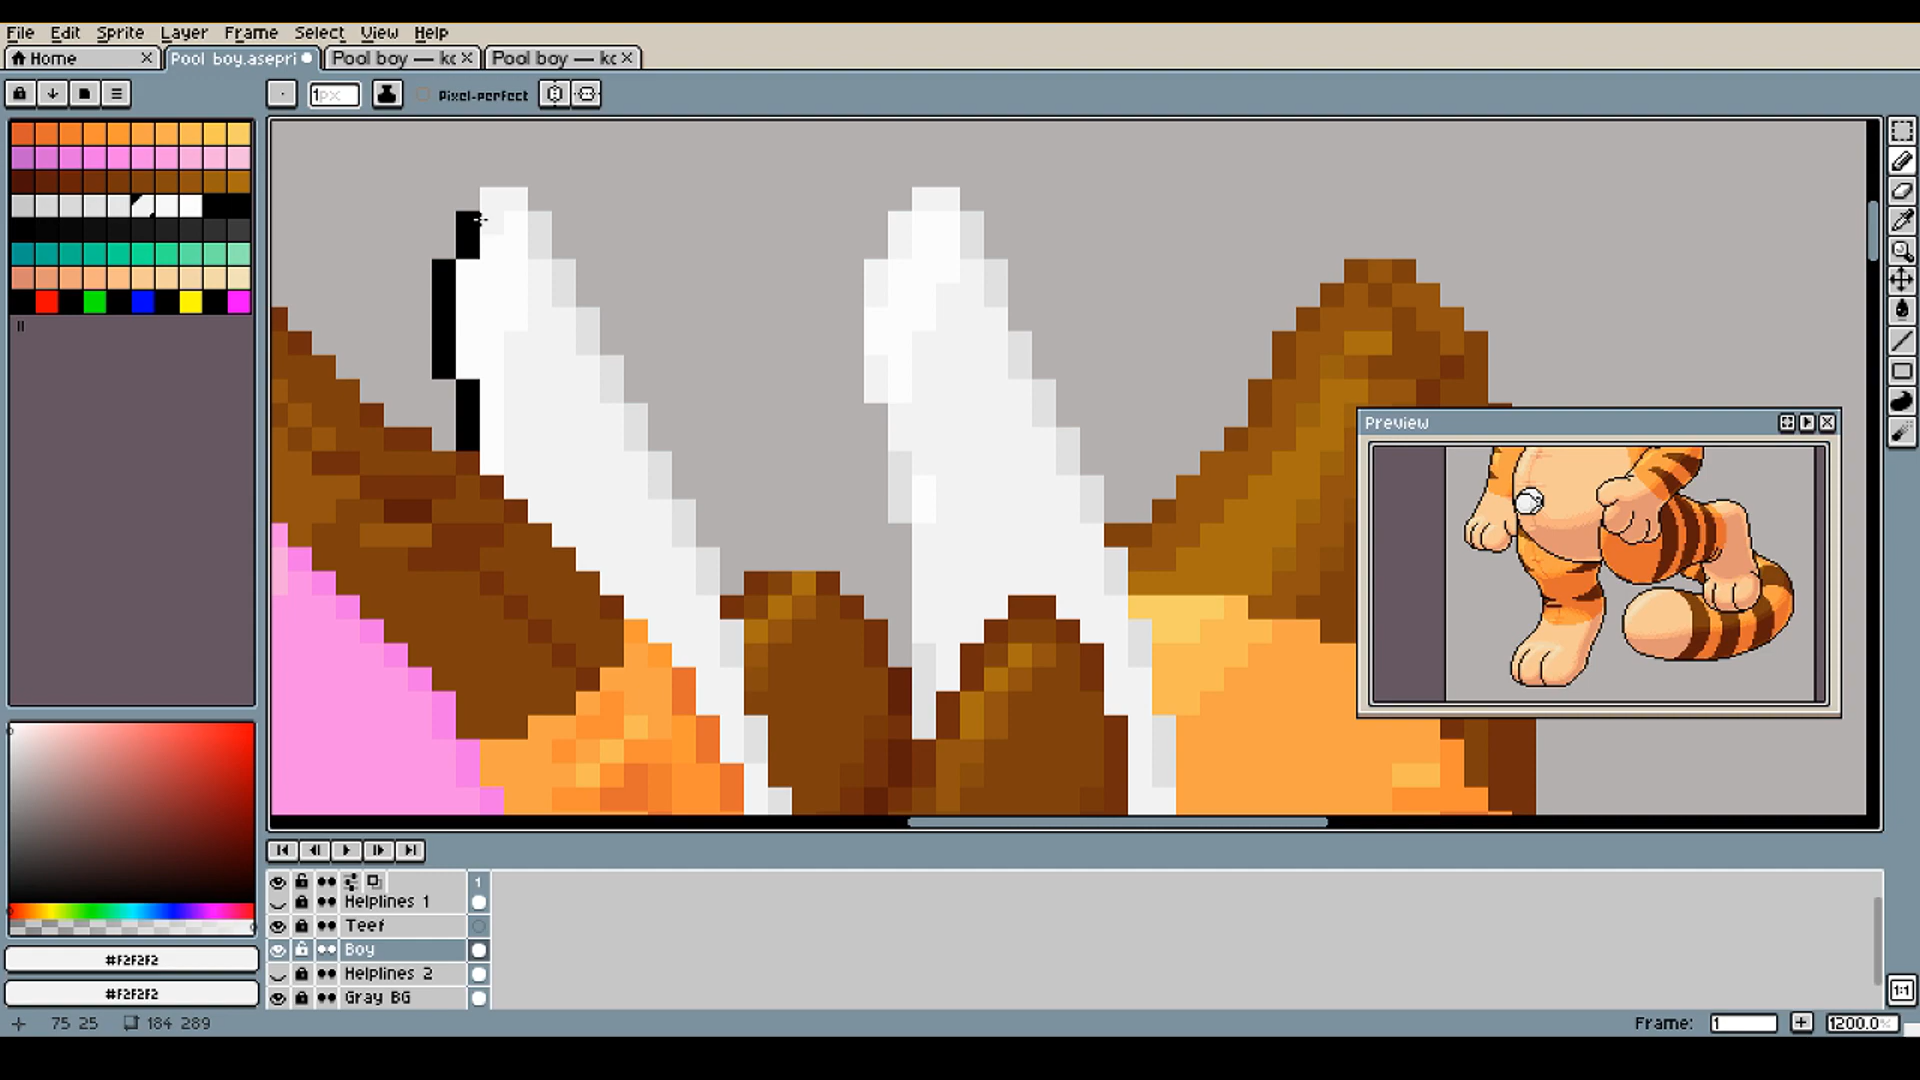 File Edit Sprite Layer Frame Select View Help
Home Pool boy.asepri Pool boy — kc Pool boy — kc
1px Pixel-perfect
Preview
1
Helplines 1
Teef
Boy
Helplines 2
Gray BG
#F2F2F2
#F2F2F2
75 25 184 289 Frame: 1 1200.0%
1:1